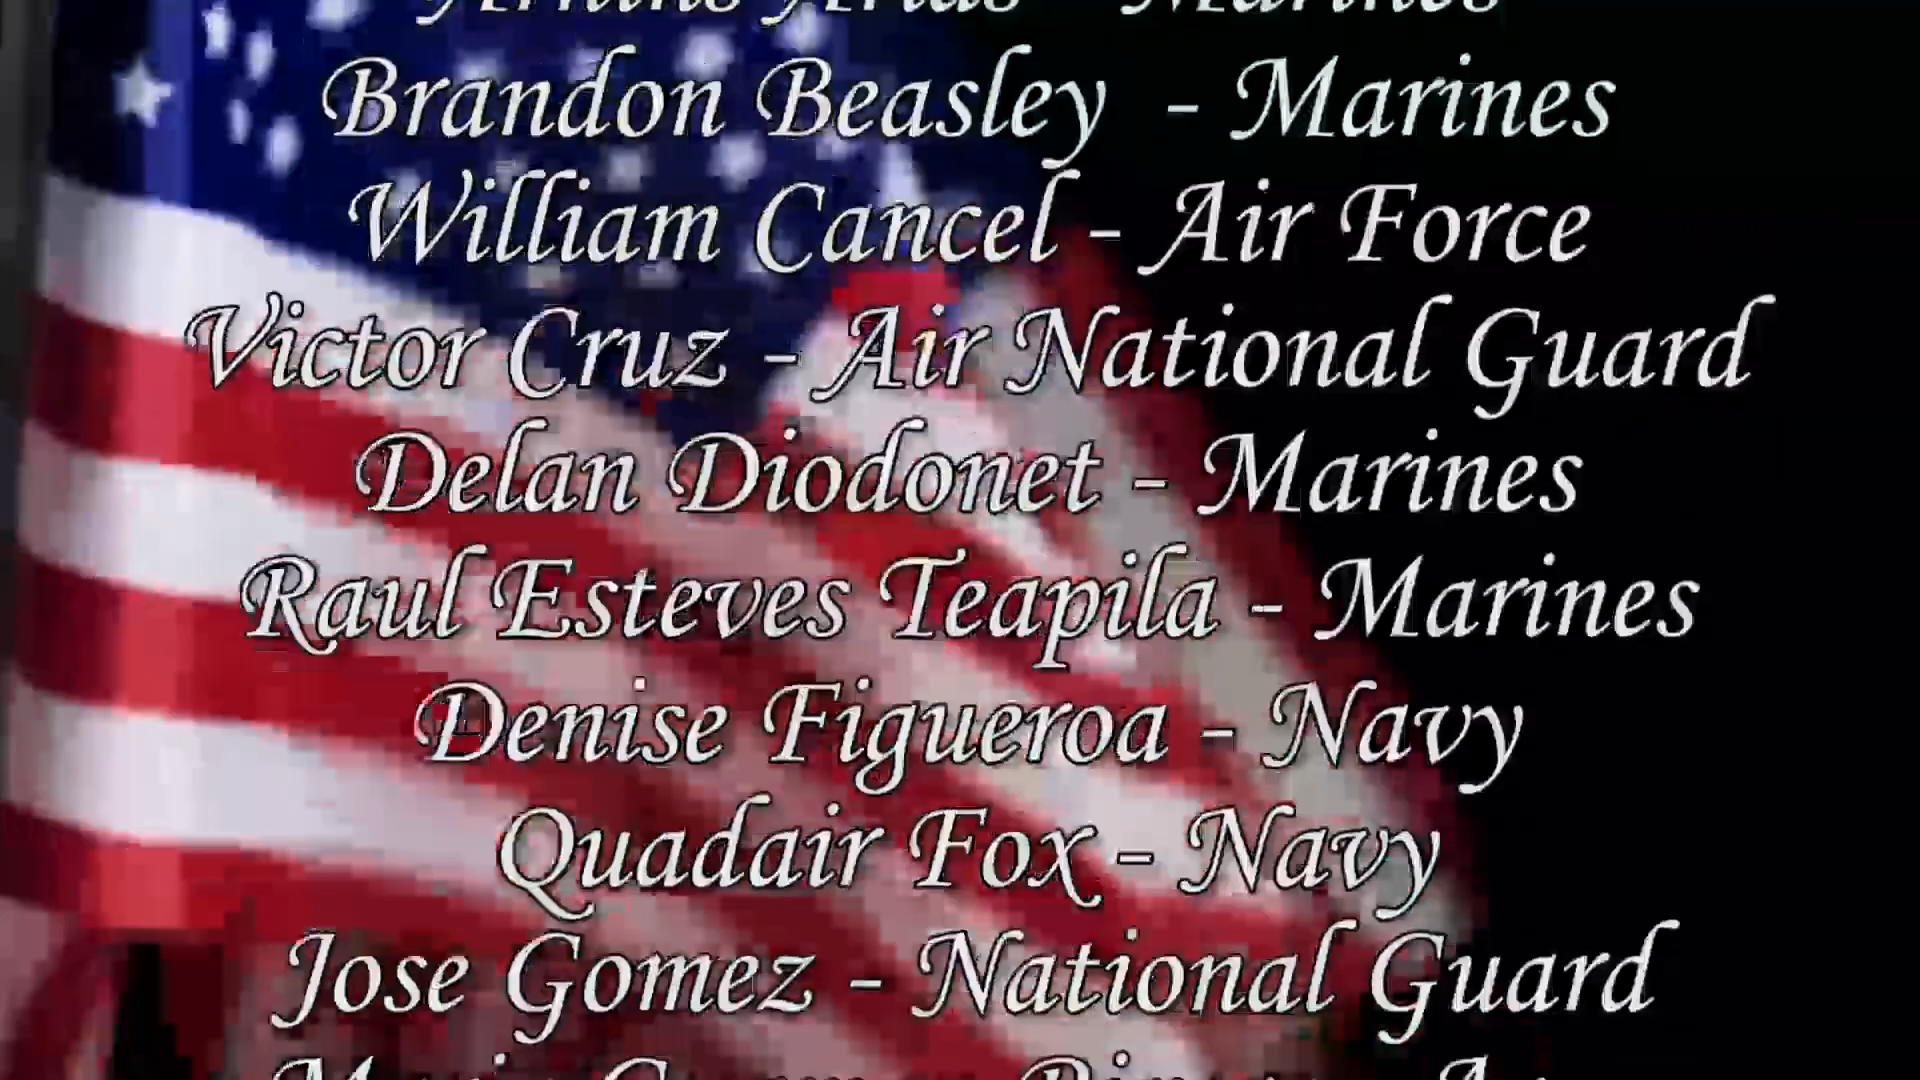 Marines
Brandon Beasley - Marines
William Cancel - Air Force
Victor Cruz - Air National Guard
Delan Diodonet - Marines
Raul Esteves Teapila - Marines
Denise Figueroa - Navy
Quadair Fox - Navy
Jose Gomez - National Guard